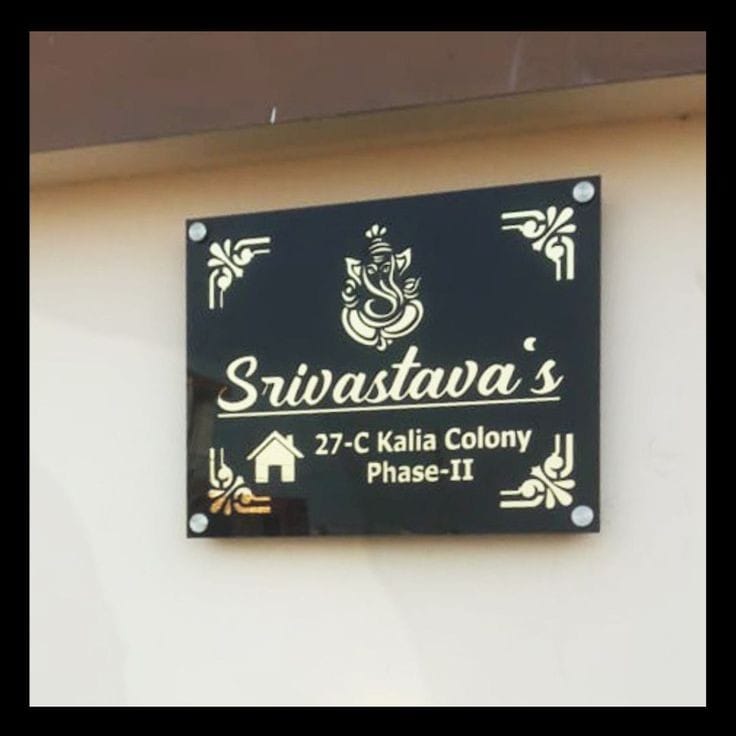 Srivastava's
27-C Kalia Colony
Phase-II